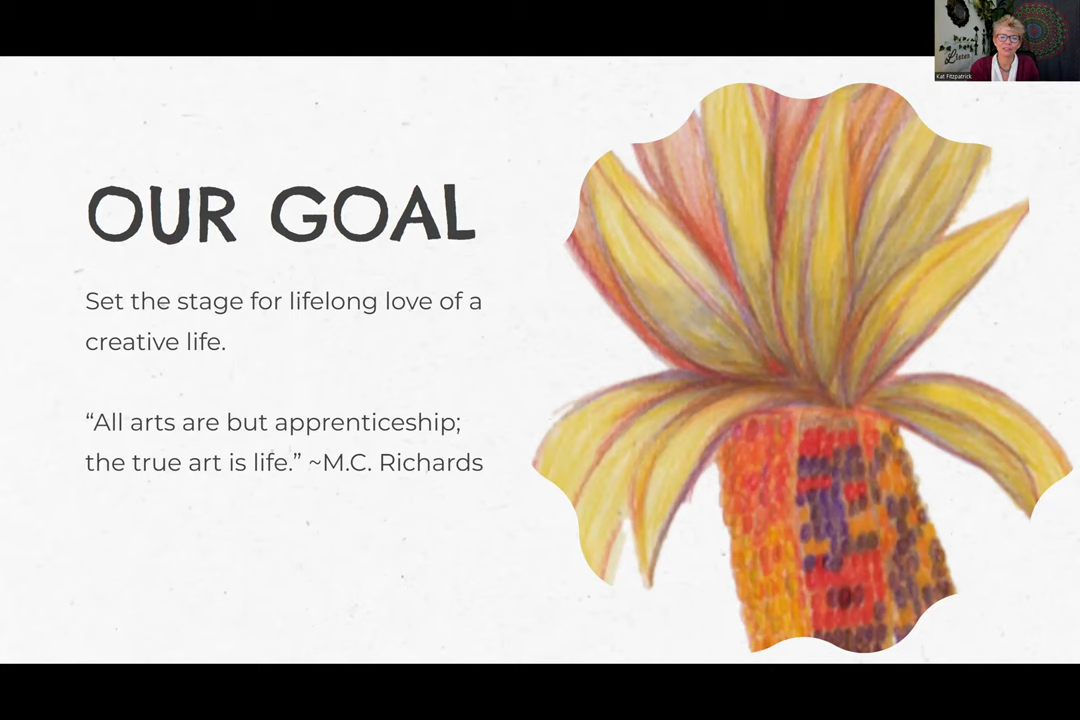 OUR GOAL
Set the stage for lifelong love of a
creative life.
“All arts are but apprenticeship;
the true art is life.” ~M.C. Richards
Listen
Kat Fitzpatrick